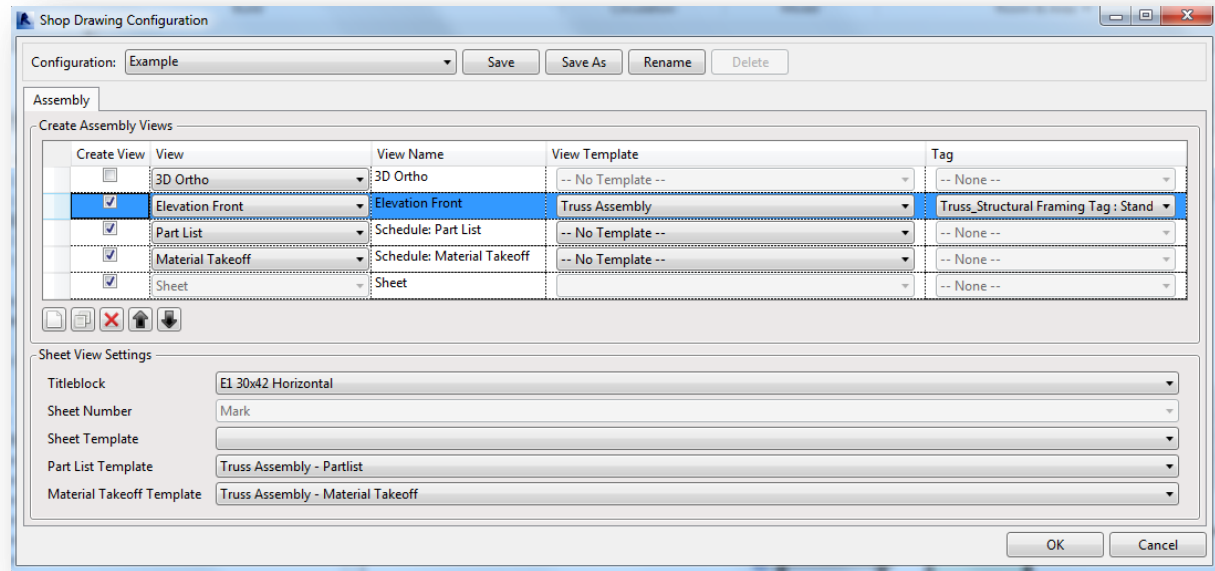 Shop Drawing Configuration
Configuration: Example Save Save As Rename Delete
Assembly
Create Assembly Views
Create View View View Name View Template Tag
3D Ortho 3D Ortho -- No Template -- -- None --
Elevation Front Elevation Front Truss Assembly Truss_Structural Framing Tag : Stand
Part List Schedule: Part List -- No Template -- -- None --
Material Takeoff Schedule: Material Takeoff -- No Template -- -- None --
Sheet Sheet -- None --
Sheet View Settings
Titleblock E1 30x42 Horizontal
Sheet Number Mark
Sheet Template
Part List Template Truss Assembly - Partlist
Material Takeoff Template Truss Assembly - Material Takeoff
OK Cancel